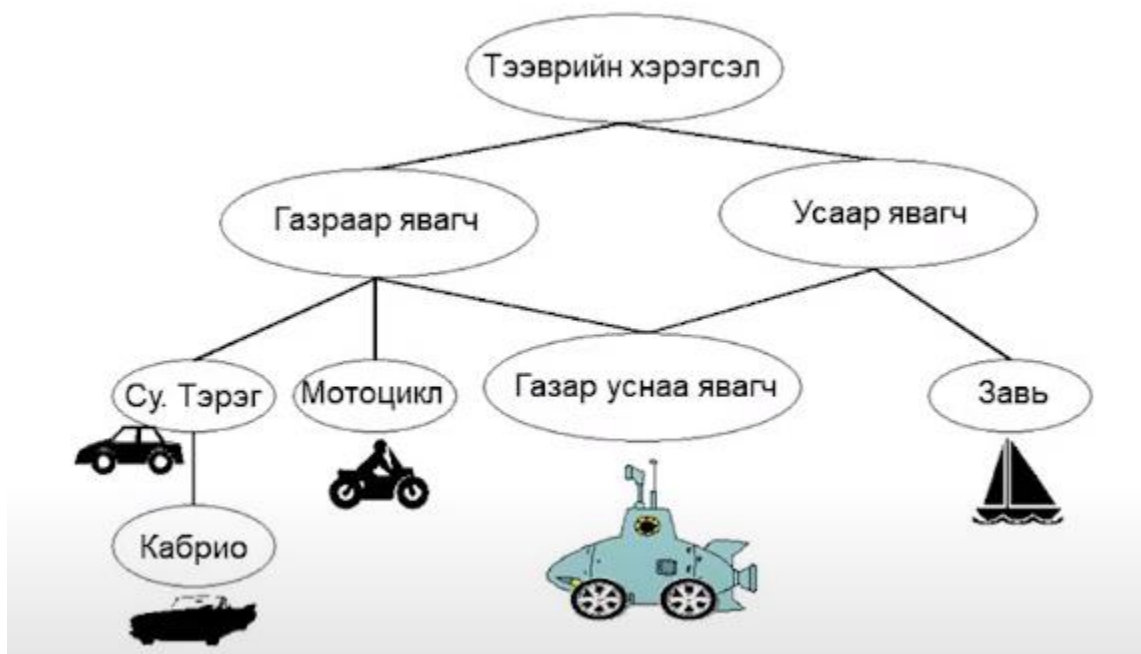 Тээврийн хэрэгсэл
Газраар явагч
Усаар явагч
Су. Тэрэг
Мотоцикл
Газар уснаа явагч
Завь
Кабрио